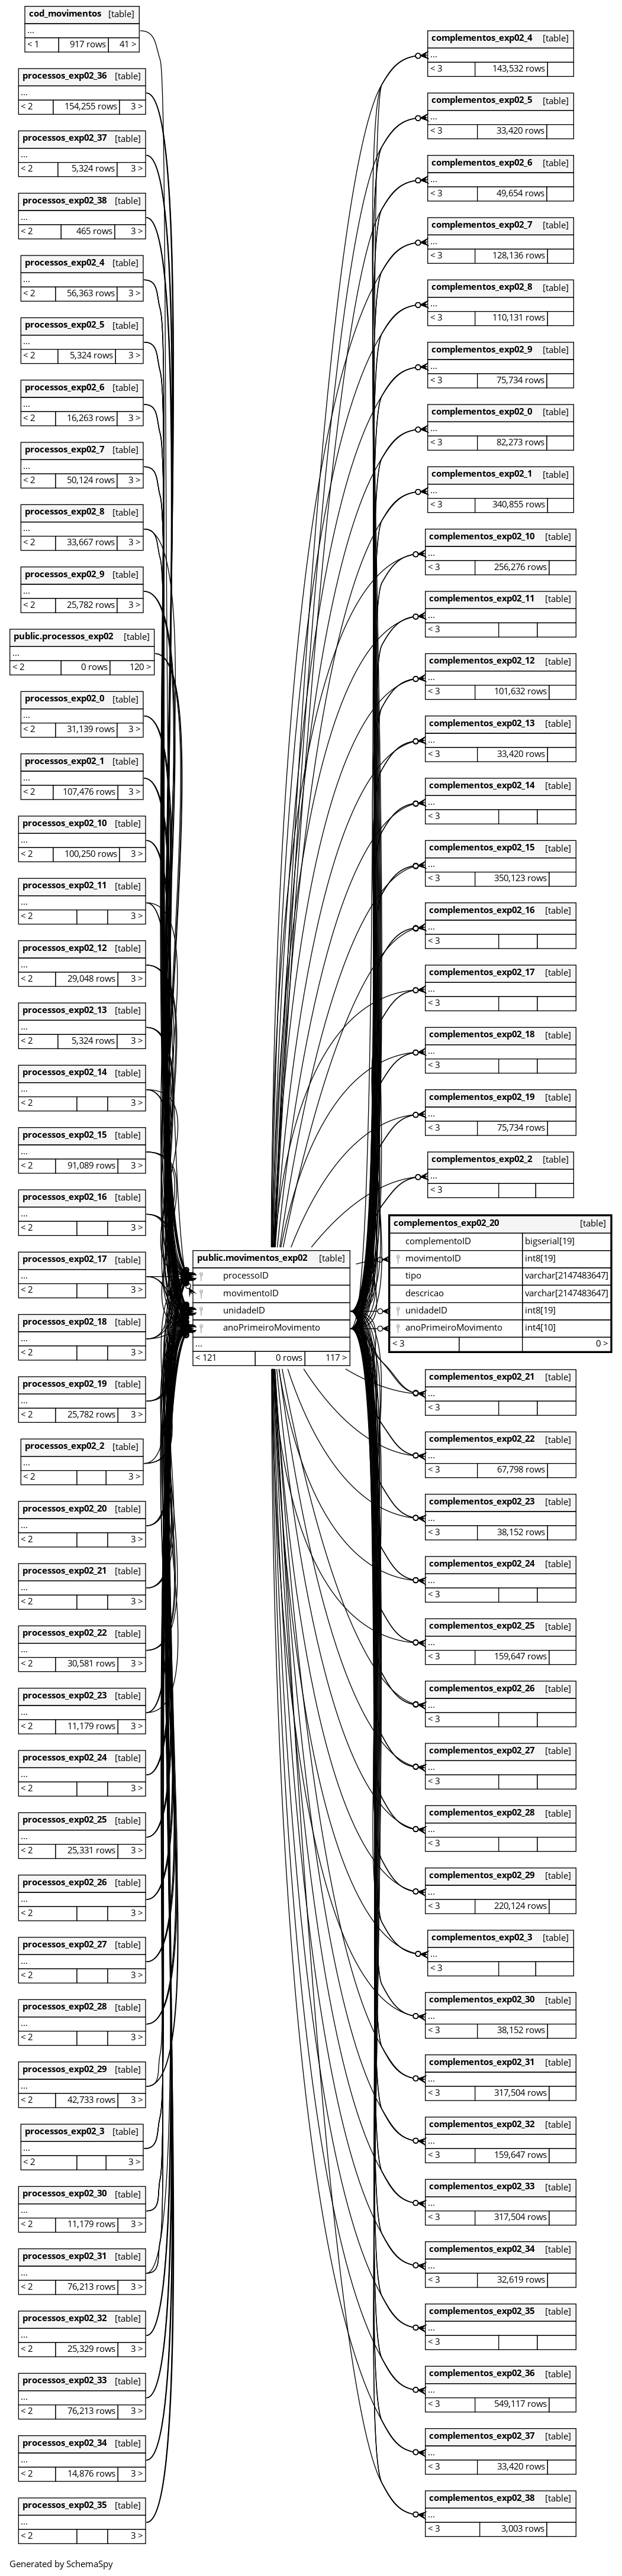 cod_movimentos [table]
...
< 1 917 rows 41 >
processos_exp02_36 [table]
...
< 2 154,255 rows 3 >
processos_exp02_37 [table]
...
< 2 5,324 rows 3 >
processos_exp02_38 [table]
...
< 2 465 rows 3 >
processos_exp02_4 [table]
...
< 2 56,363 rows 3 >
processos_exp02_5 [table]
...
< 2 5,324 rows 3 >
processos_exp02_6 [table]
...
< 2 16,263 rows 3 >
processos_exp02_7 [table]
...
< 2 50,124 rows 3 >
processos_exp02_8 [table]
...
< 2 33,667 rows 3 >
processos_exp02_9 [table]
...
< 2 25,782 rows 3 >
public.processos_exp02 [table]
...
< 2 0 rows 120 >
processos_exp02_0 [table]
...
< 2 31,139 rows 3 >
processos_exp02_1 [table]
...
< 2 107,476 rows 3 >
processos_exp02_10 [table]
...
< 2 100,250 rows 3 >
processos_exp02_11 [table]
...
< 2 3 >
processos_exp02_12 [table]
...
< 2 29,048 rows 3 >
processos_exp02_13 [table]
...
< 2 5,324 rows 3 >
processos_exp02_14 [table]
...
< 2 3 >
processos_exp02_15 [table]
...
< 2 91,089 rows 3 >
processos_exp02_16 [table]
...
< 2 3 >
processos_exp02_17 [table]
...
< 2 3 >
processos_exp02_18 [table]
...
< 2 3 >
processos_exp02_19 [table]
...
< 2 25,782 rows 3 >
processos_exp02_2 [table]
...
< 2 3 >
processos_exp02_20 [table]
...
< 2 3 >
processos_exp02_21 [table]
...
< 2 3 >
processos_exp02_22 [table]
...
< 2 30,581 rows 3 >
processos_exp02_23 [table]
...
< 2 11,179 rows 3 >
processos_exp02_24 [table]
...
< 2 3 >
processos_exp02_25 [table]
...
< 2 25,331 rows 3 >
processos_exp02_26 [table]
...
< 2 3 >
processos_exp02_27 [table]
...
< 2 3 >
processos_exp02_28 [table]
...
< 2 3 >
processos_exp02_29 [table]
...
< 2 42,733 rows 3 >
processos_exp02_3 [table]
...
< 2 3 >
processos_exp02_30 [table]
...
< 2 11,179 rows 3 >
processos_exp02_31 [table]
...
< 2 76,213 rows 3 >
processos_exp02_32 [table]
...
< 2 25,329 rows 3 >
processos_exp02_33 [table]
...
< 2 76,213 rows 3 >
processos_exp02_34 [table]
...
< 2 14,876 rows 3 >
processos_exp02_35 [table]
...
< 2 3 >
public.movimentos_exp02 [table]
processoID
movimentoID
unidadeID
anoPrimeiroMovimento
...
< 121 0 rows 117 >
complementos_exp02_4 [table]
...
< 3 143,532 rows
complementos_exp02_5 [table]
...
< 3 33,420 rows
complementos_exp02_6 [table]
...
< 3 49,654 rows
complementos_exp02_7 [table]
...
< 3 128,136 rows
complementos_exp02_8 [table]
...
< 3 110,131 rows
complementos_exp02_9 [table]
...
< 3 75,734 rows
complementos_exp02_0 [table]
...
< 3 82,273 rows
complementos_exp02_1 [table]
...
< 3 340,855 rows
complementos_exp02_10 [table]
...
< 3 256,276 rows
complementos_exp02_11 [table]
...
< 3
complementos_exp02_12 [table]
...
< 3 101,632 rows
complementos_exp02_13 [table]
...
< 3 33,420 rows
complementos_exp02_14 [table]
...
< 3
complementos_exp02_15 [table]
...
< 3 350,123 rows
complementos_exp02_16 [table]
...
< 3
complementos_exp02_17 [table]
...
< 3
complementos_exp02_18 [table]
...
< 3
complementos_exp02_19 [table]
...
< 3 75,734 rows
complementos_exp02_2 [table]
...
< 3
complementos_exp02_20 [table]
complementoID bigserial[19]
movimentoID int8[19]
tipo varchar[2147483647]
descricao varchar[2147483647]
unidadeID int8[19]
anoPrimeiroMovimento int4[10]
< 3 0 >
complementos_exp02_21 [table]
...
< 3
complementos_exp02_22 [table]
...
< 3 67,798 rows
complementos_exp02_23 [table]
...
< 3 38,152 rows
complementos_exp02_24 [table]
...
< 3
complementos_exp02_25 [table]
...
< 3 159,647 rows
complementos_exp02_26 [table]
...
< 3
complementos_exp02_27 [table]
...
< 3
complementos_exp02_28 [table]
...
< 3
complementos_exp02_29 [table]
...
< 3 220,124 rows
complementos_exp02_3 [table]
...
< 3
complementos_exp02_30 [table]
...
< 3 38,152 rows
complementos_exp02_31 [table]
...
< 3 317,504 rows
complementos_exp02_32 [table]
...
< 3 159,647 rows
complementos_exp02_33 [table]
...
< 3 317,504 rows
complementos_exp02_34 [table]
...
< 3 32,619 rows
complementos_exp02_35 [table]
...
< 3
complementos_exp02_36 [table]
...
< 3 549,117 rows
complementos_exp02_37 [table]
...
< 3 33,420 rows
complementos_exp02_38 [table]
...
< 3 3,003 rows
Generated by SchemaSpy